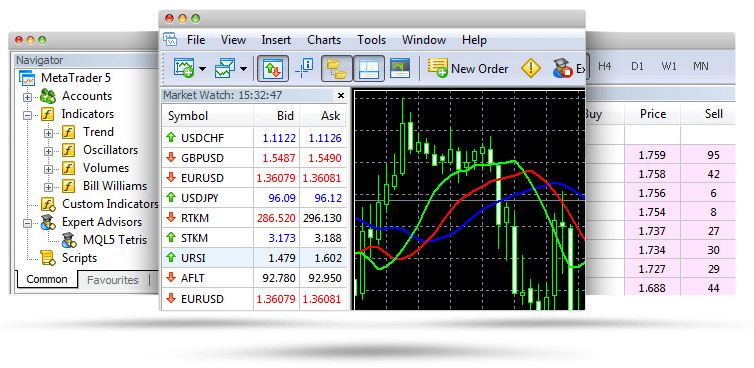 Navigator
MetaTrader 5
Accounts
Indicators
Trend
Oscillators
Volumes
Bill Williams
Custom Indicators
Expert Advisors
MQL5 Tetris
Scripts
Common Favourites
File View Insert Charts Tools Window Help
New Order
Market Watch: 15:32:47
Symbol Bid Ask
USDCHF 1.1122 1.1126
GBPUSD 1.5487 1.5490
EURUSD 1.36079 1.36081
USDJPY 96.09 96.12
RTKM 286.520 296.130
STKM 3.173 3.188
URSI 1.479 1.602
AFLT 92.780 92.950
EURUSD 1.36079 1.36081
H4 D1 W1 MN
Price Sell
1.759 95
1.758 42
1.756 6
1.754 8
1.737 27
1.734 30
1.727 29
1.688 44